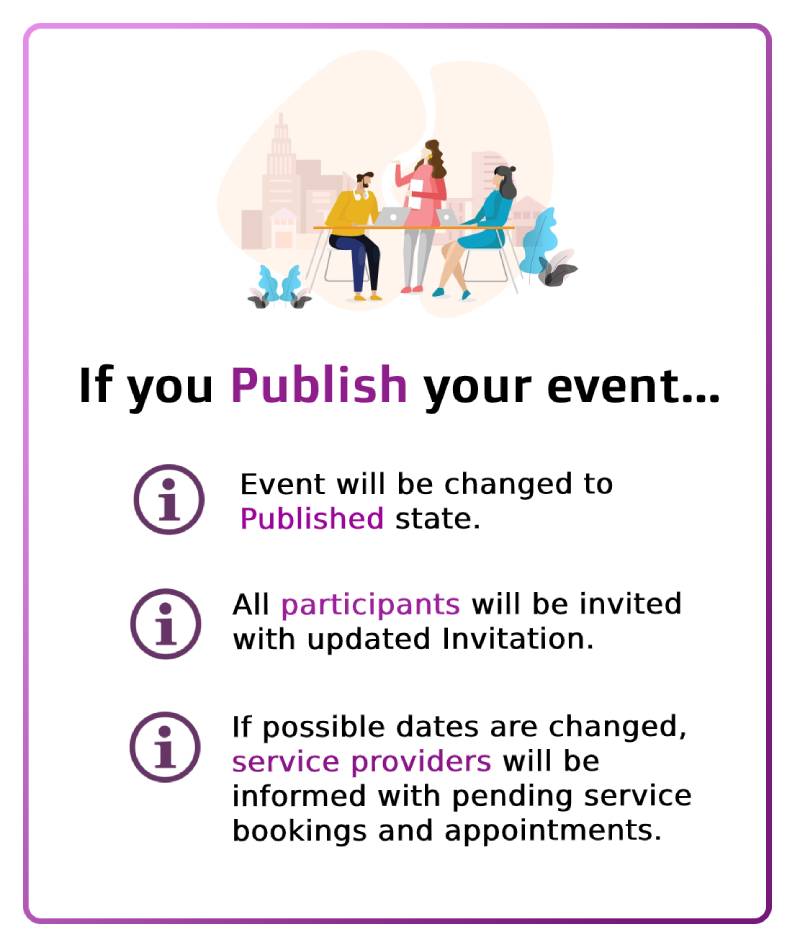 If you Publish your event...
Event will be changed to
Published state.
All participants will be invited
with updated Invitation.
If possible dates are changed,
service providers will be
informed with pending service
bookings and appointments.